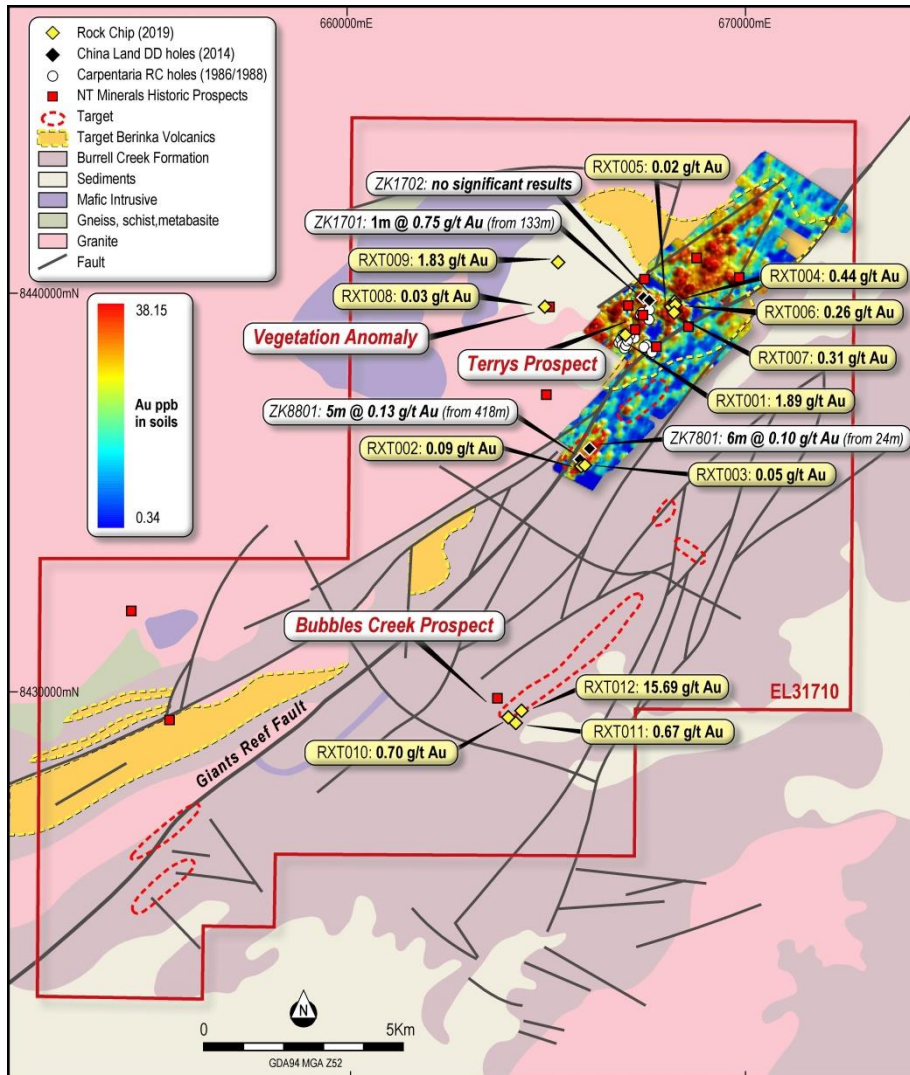 660000mE
670000mE
Rock Chip (2019)
China Land DD holes (2014)
Carpentaria RC holes (1986/1988)
NT Minerals Historic Prospects
Target
Target Berinka Volcanics
Burrell Creek Formation
Sediments
Mafic Intrusive
Gneiss, schist,metabasite
Granite
Fault
RXT005: 0.02 g/t Au
ZK1702: no significant results
ZK1701: 1m @ 0.75 g/t Au (from 133m)
RXT009: 1.83 g/t Au
RXT004: 0.44 g/t Au
8440000mN
RXT008: 0.03 g/t Au
RXT006: 0.26 g/t Au
38.15
Vegetation Anomaly
RXT007: 0.31 g/t Au
Terrys Prospect
Au ppb
in soils
ZK8801: 5m @ 0.13 g/t Au (from 418m)
RXT001: 1.89 g/t Au
RXT002: 0.09 g/t Au
ZK7801: 6m @ 0.10 g/t Au (from 24m)
RXT003: 0.05 g/t Au
0.34
Bubbles Creek Prospect
8430000mN
RXT012: 15.69 g/t Au
EL31710
RXT010: 0.70 g/t Au
RXT011: 0.67 g/t Au
Giants Reef Fault
N
0
5Km
GDA94 MGA Z52